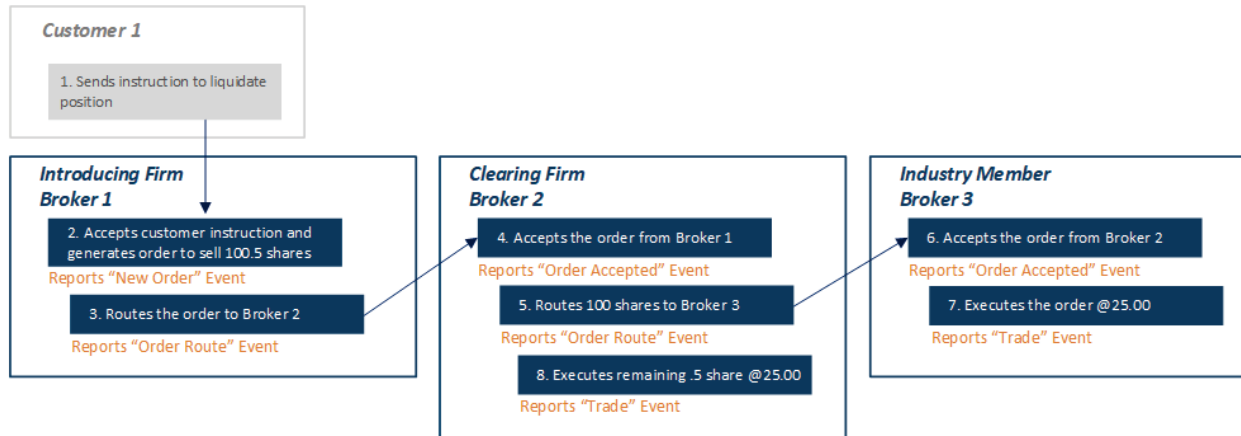 Customer 1
1. Sends instruction to liquidate
position
Introducing Firm
Broker 1
2. Accepts customer instruction and
generates order to sell 100.5 shares
Reports “New Order” Event
3. Routes the order to Broker 2
Reports “Order Route” Event
Clearing Firm
Broker 2
4. Accepts the order from Broker 1
Reports “Order Accepted” Event
5. Routes 100 shares to Broker 3
Reports “Order Route” Event
8. Executes remaining .5 share @25.00
Reports “Trade” Event
Industry Member
Broker 3
6. Accepts the order from Broker 2
Reports “Order Accepted” Event
7. Executes the order @25.00
Reports “Trade” Event